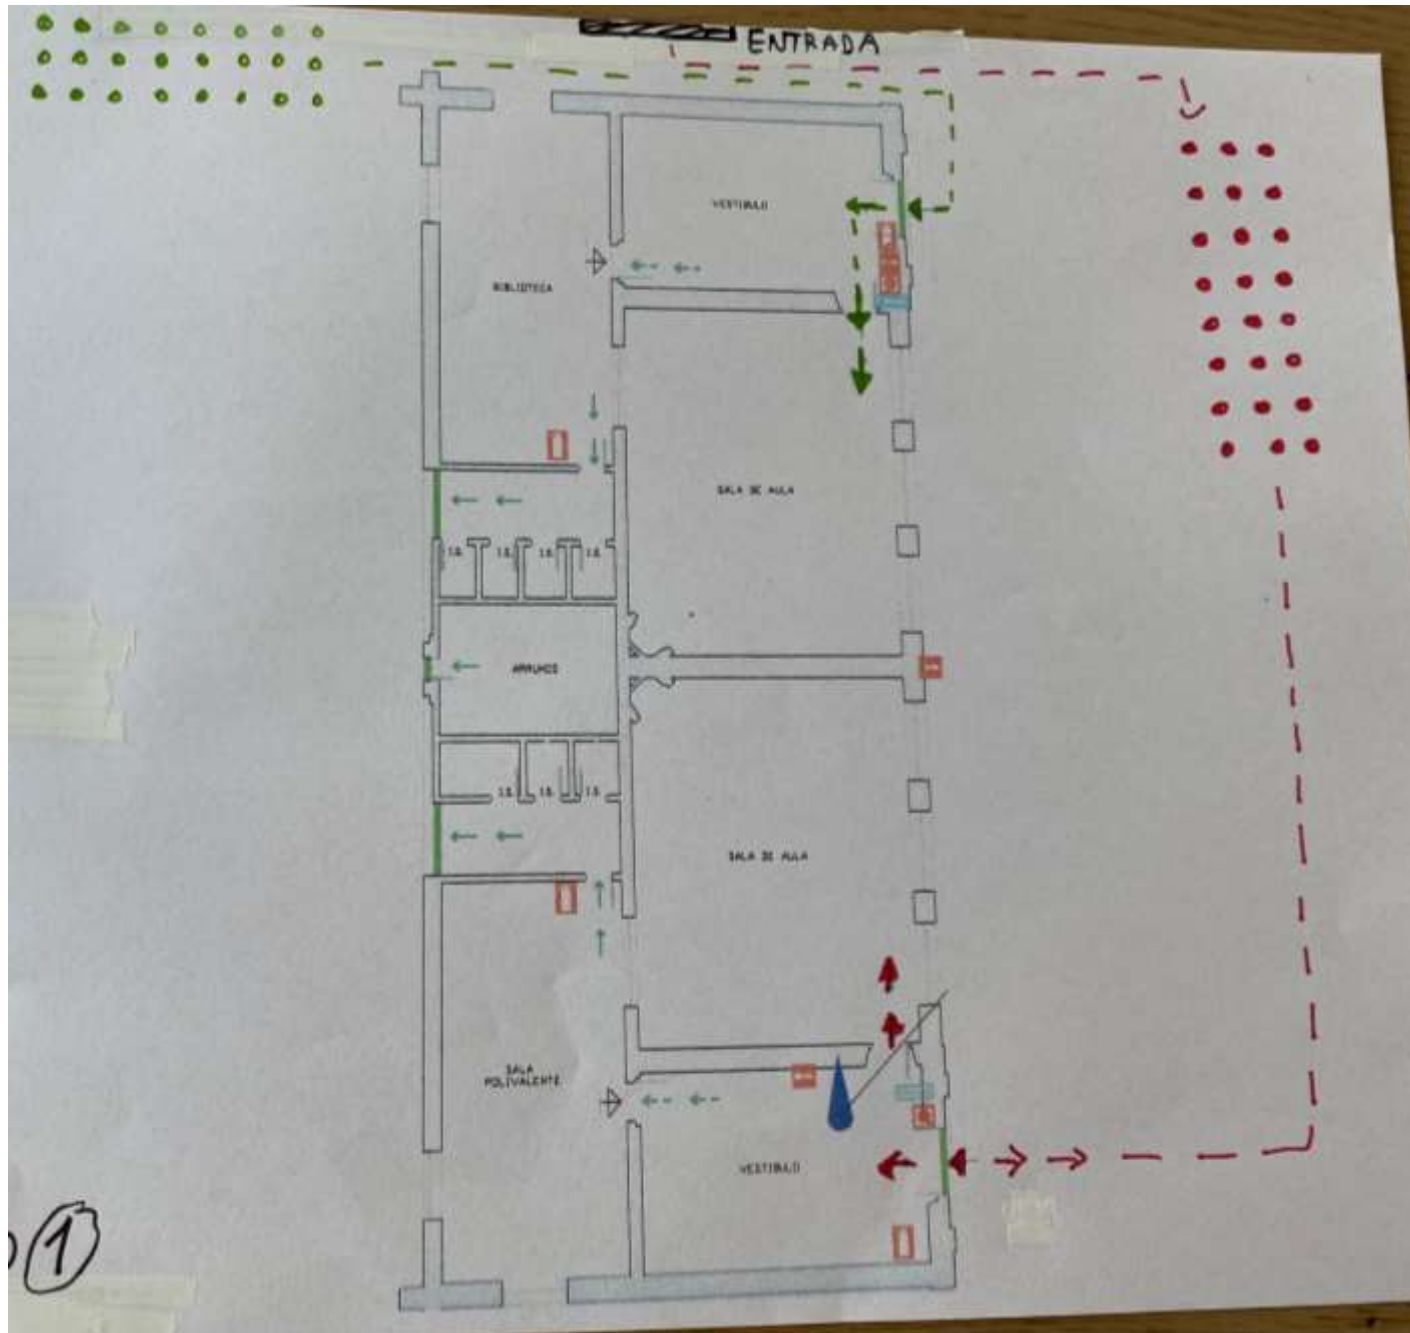 ENTRADA
VESTIBULO
BIBLIOTECA
SALA DE AULA
I.S. I.S. I.S. I.S.
ARRUMOS
I.S. I.S. I.S.
SALA DE AULA
SALA
POLIVALENTE
VESTIBULO
1